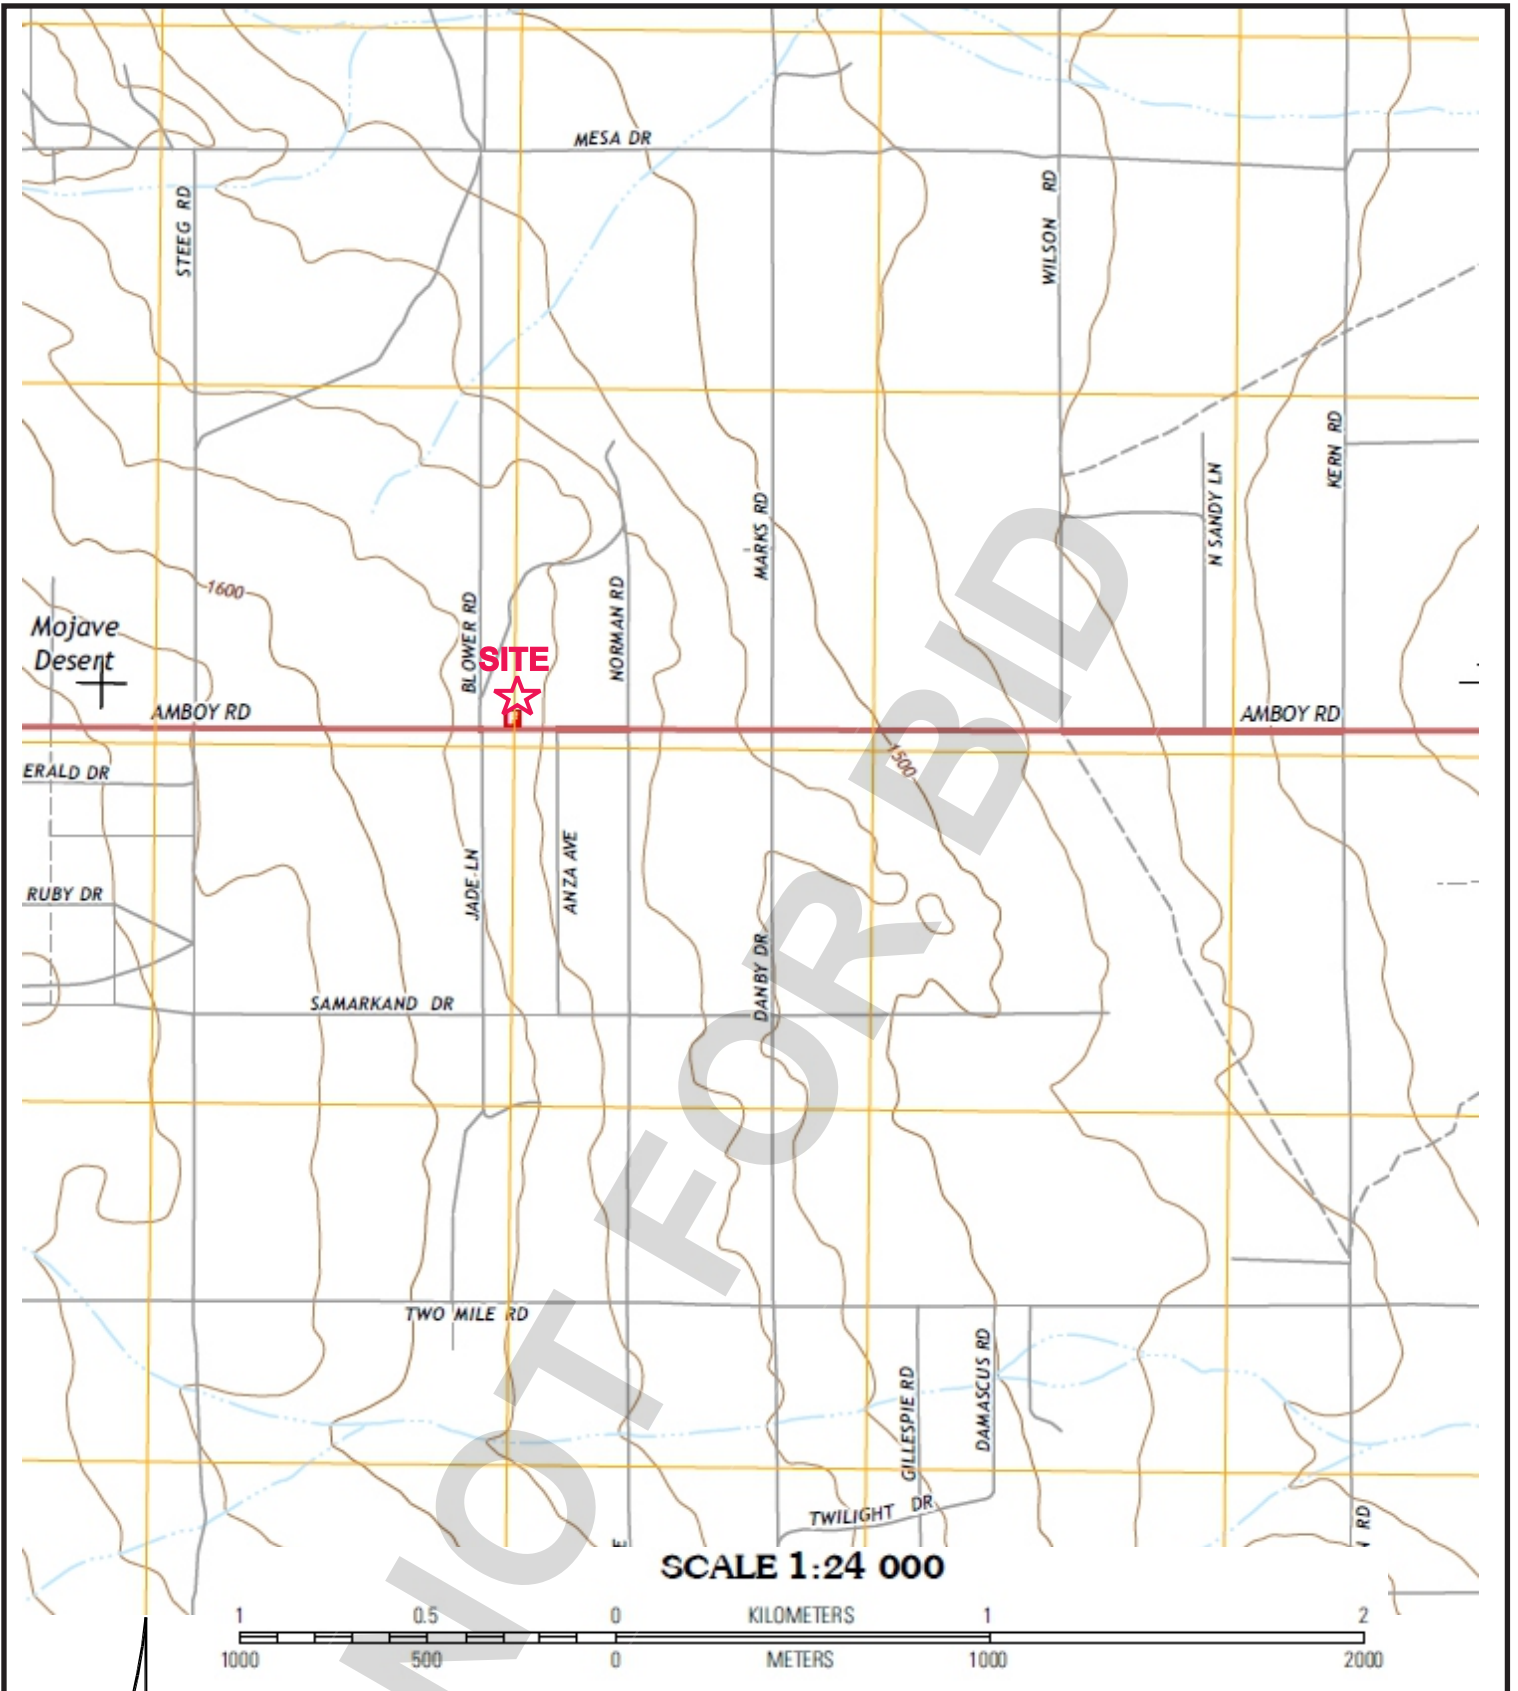 MESA DR
STEEG RD
WILSON RD
KERN RD
N SANDY LN
MARKS RD
1600
BLOWER RD
NORMAN RD
Mojave
Desert
SITE
AMBOY RD
AMBOY RD
1500
ERALD DR
JADE LN
ANZA AVE
RUBY DR
DANBY DR
SAMARKAND DR
TWO MILE RD
GILLESPIE RD
DAMASCUS RD
TWILIGHT DR
RD
E
NOT FOR BID
SCALE 1:24 000
1 0.5 0 KILOMETERS 1 2
1000 500 0 METERS 1000 2000